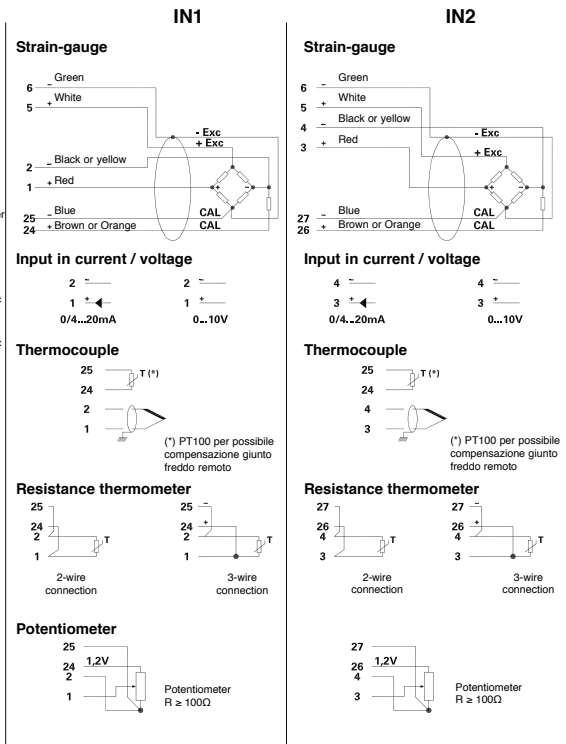 IN1
Strain-gauge
6 – Green
5 + White
2 – Black or yellow
1 + Red
25 – Blue
24 + Brown or Orange
- Exc
+ Exc
+ –
CAL
CAL
Input in current / voltage
2 – 2 –
1 + 1 +
0/4...20mA 0...10V
Thermocouple
25
T (*)
24
2
1
(*) PT100 per possibile
compensazione giunto
freddo remoto
Resistance thermometer
25 25 –
24 24 +
2 2
T T
1 1
2-wire 3-wire
connection connection
Potentiometer
25
24 1,2V
2
1
Potentiometer
R ≥ 100Ω
IN2
Strain-gauge
6 – Green
5 + White
4 – Black or yellow
3 + Red
27 – Blue
26 + Brown or Orange
- Exc
+ Exc
+ –
CAL
CAL
Input in current / voltage
4 – 4 –
3 + 3 +
0/4...20mA 0...10V
Thermocouple
25
T (*)
24
4
3
(*) PT100 per possibile
compensazione giunto
freddo remoto
Resistance thermometer
27 27 –
26 26 +
4 4
T T
3 3
2-wire 3-wire
connection connection
27
26 1,2V
4
3
Potentiometer
R ≥ 100Ω